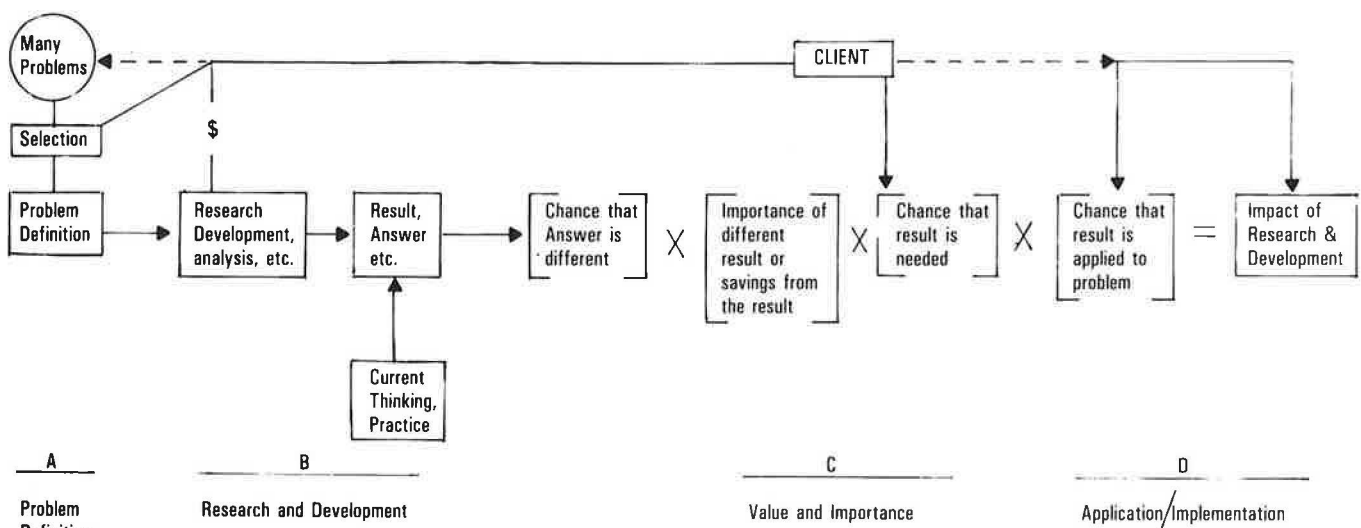 Many
Problems
CLIENT
Selection
$
Problem
Definition
Research
Development,
analysis, etc.
Result,
Answer
etc.
Chance that
Answer is
different
X
Importance of
different
result or
savings from
the result
X
Chance that
result is
needed
X
Chance that
result is
applied to
problem
=
Impact of
Research &
Development
Current
Thinking,
Practice
A
B
C
D
Problem
Definition
Research and Development
Value and Importance
Application/Implementation